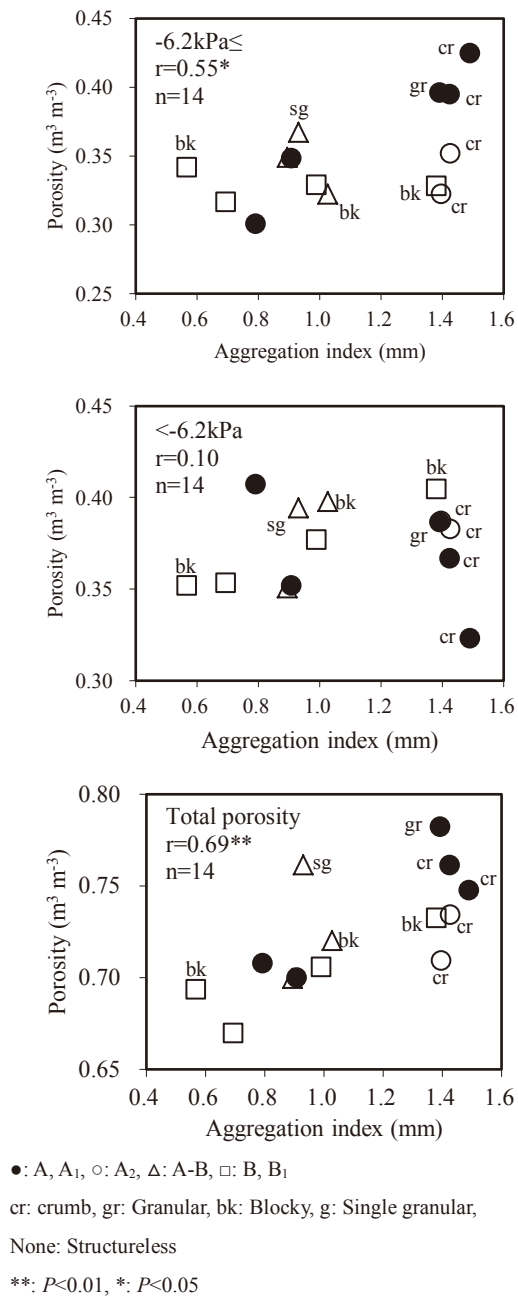 -6.2kPa≤
r=0.55*
n=14
Porosity (m³ m⁻³)
0.45
0.40
0.35
0.30
0.25
bk
sg
bk
gr
cr
cr
cr
bk
cr
0.4 0.6 0.8 1.0 1.2 1.4 1.6
Aggregation index (mm)
<-6.2kPa
r=0.10
n=14
Porosity (m³ m⁻³)
0.45
0.40
0.35
0.30
bk
sg
bk
bk
cr
gr
cr
cr
cr
0.4 0.6 0.8 1.0 1.2 1.4 1.6
Aggregation index (mm)
Total porosity
r=0.69**
n=14
Porosity (m³ m⁻³)
0.80
0.75
0.70
0.65
bk
sg
bk
gr
cr
cr
bk
cr
cr
0.4 0.6 0.8 1.0 1.2 1.4 1.6
Aggregation index (mm)
●: A, A₁, ○: A₂, △: A-B, □: B, B₁
cr: crumb, gr: Granular, bk: Blocky, g: Single granular,
None: Structureless
**: P<0.01, *: P<0.05